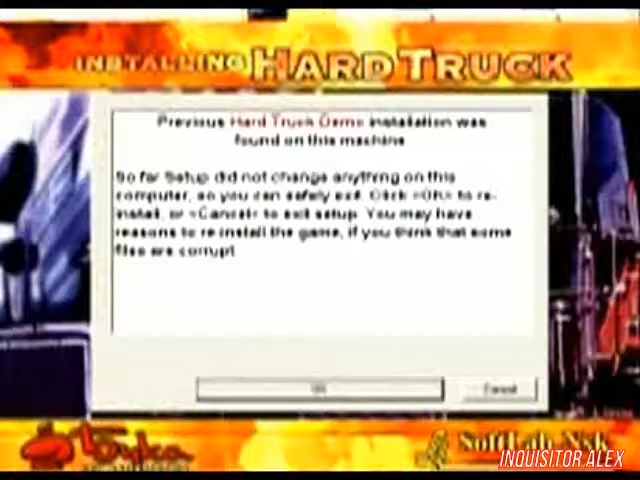 INSTALLING HARD TRUCK
Previous Hard Truck Demo installation was
found on this machine
So far Setup did not change anything on this
computer, so you can safely exit. Click <OK> to re-
install, or <Cancel> to exit setup. You may have
reasons to re-install the game, if you think that some
files are corrupt
OK Cancel
SoftLab-Nsk
INQUISITOR ALEX